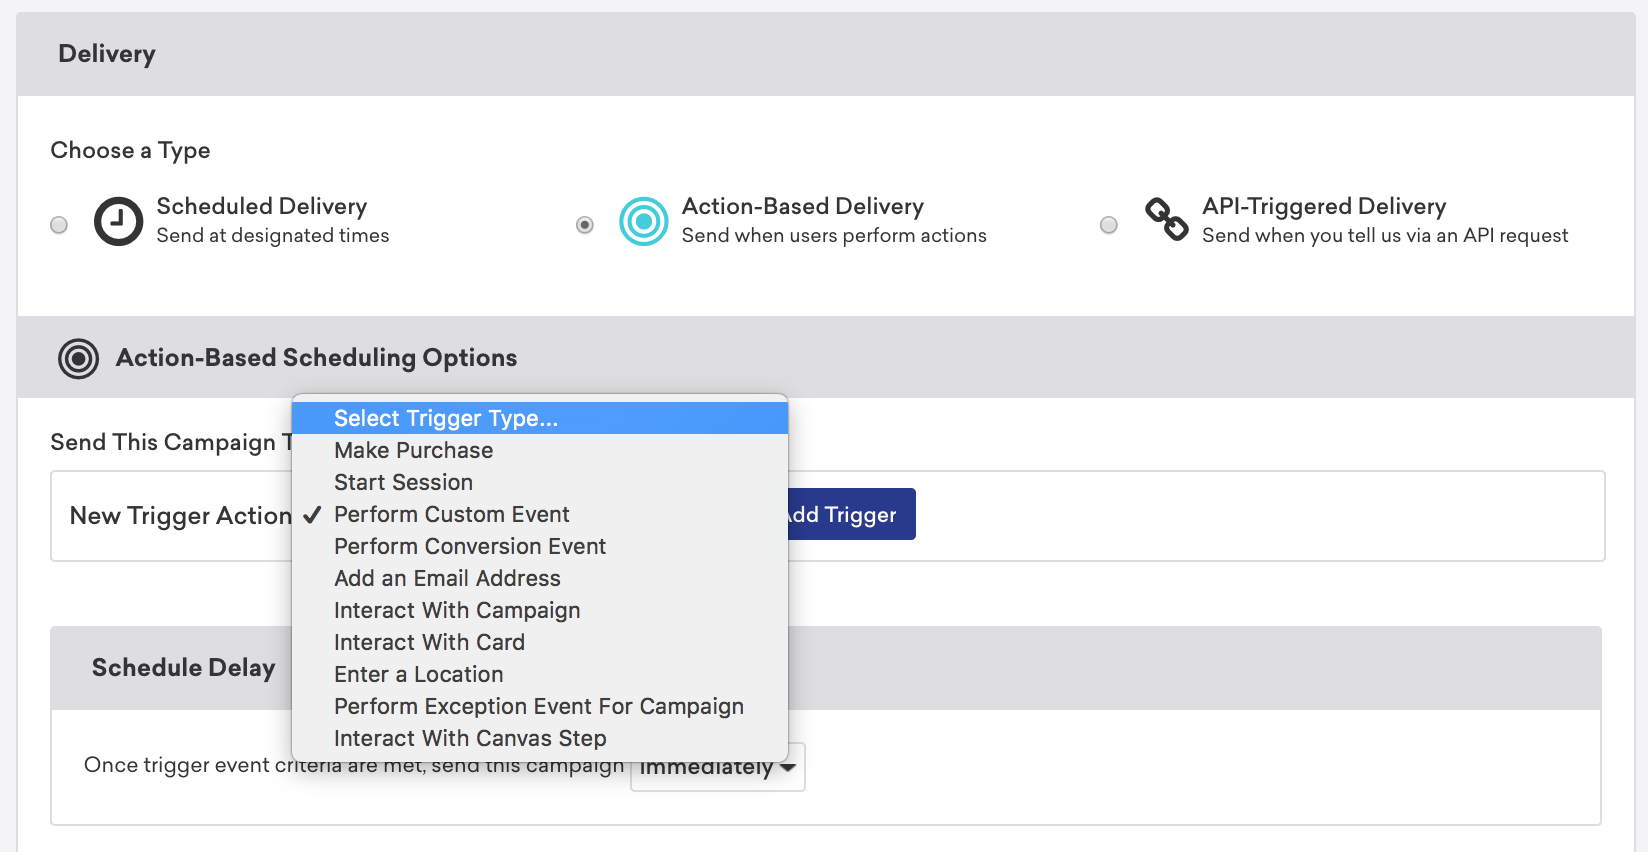 Delivery
Choose a Type
Scheduled Delivery
Send at designated times
Action-Based Delivery
Send when users perform actions
API-Triggered Delivery
Send when you tell us via an API request
Action-Based Scheduling Options
Send This Campaign T
Select Trigger Type...
Make Purchase
Start Session
New Trigger Action
✓ Perform Custom Event
dd Trigger
Perform Conversion Event
Add an Email Address
Interact With Campaign
Interact With Card
Enter a Location
Schedule Delay
Perform Exception Event For Campaign
Interact With Canvas Step
Once trigger event criteria are met, send this campaign immediately